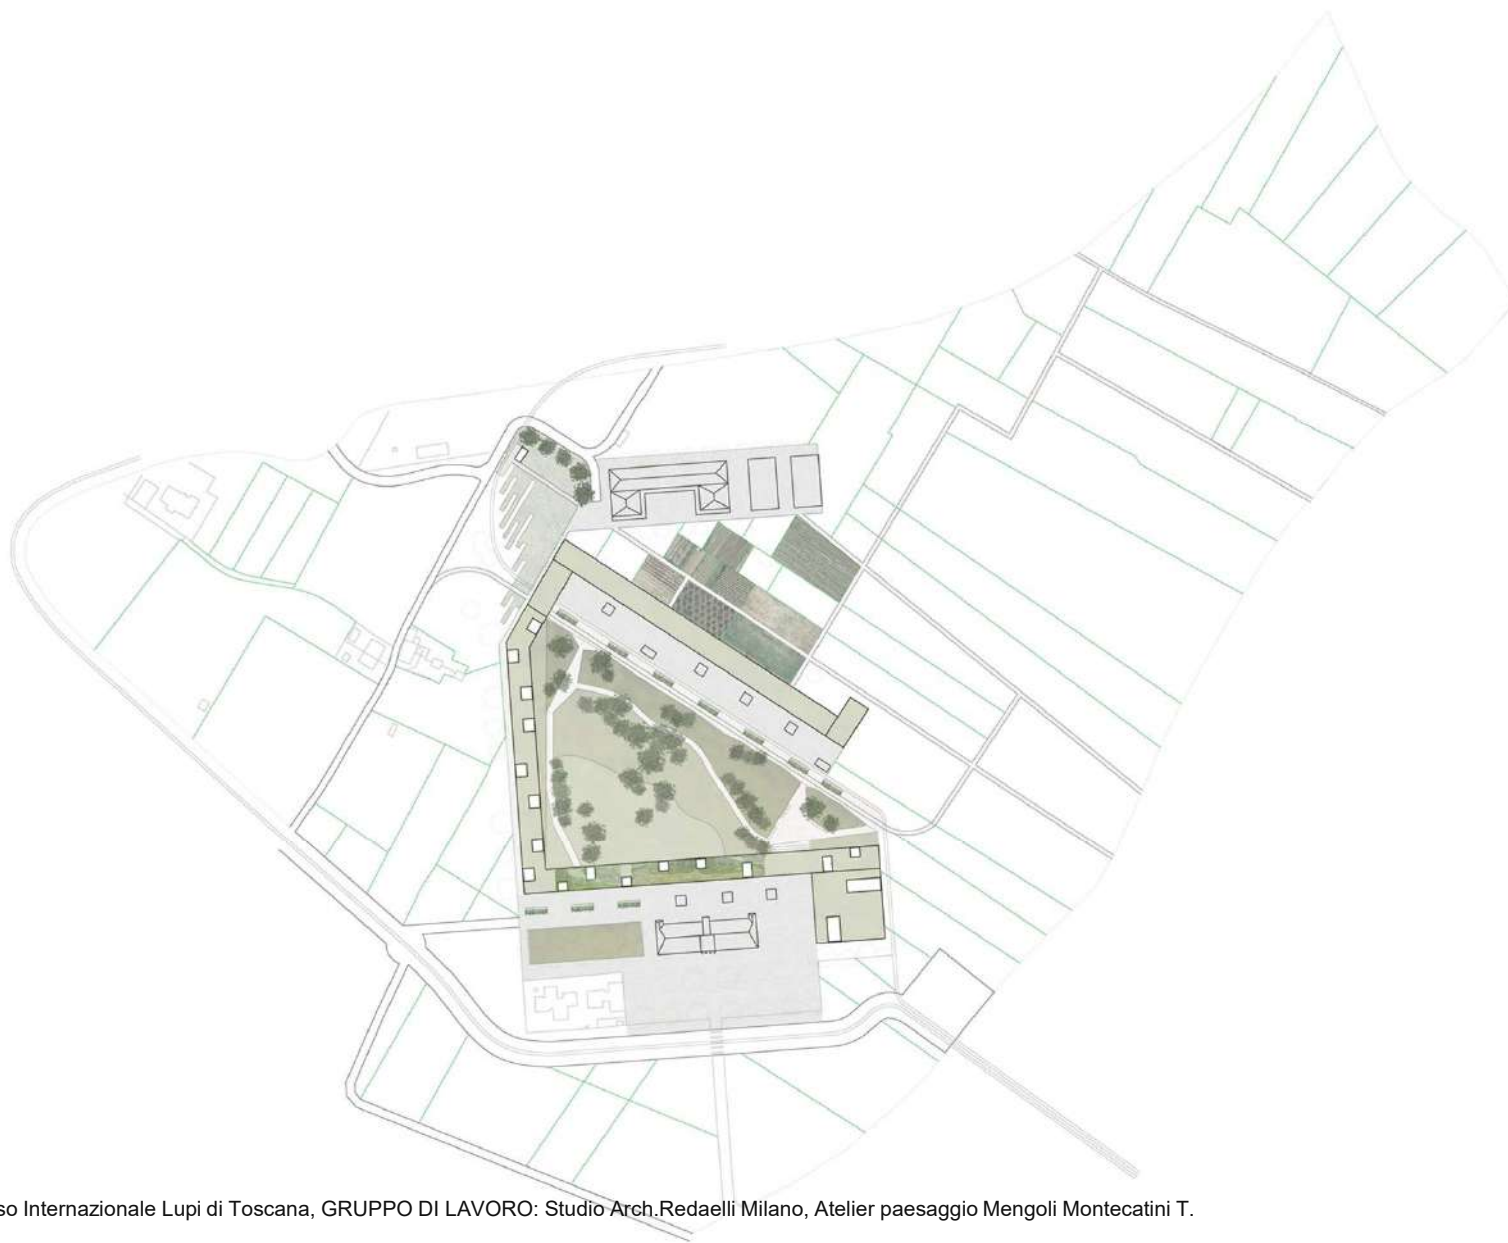 so Internazionale Lupi di Toscana, GRUPPO DI LAVORO: Studio Arch.Redaelli Milano, Atelier paesaggio Mengoli Montecatini T.